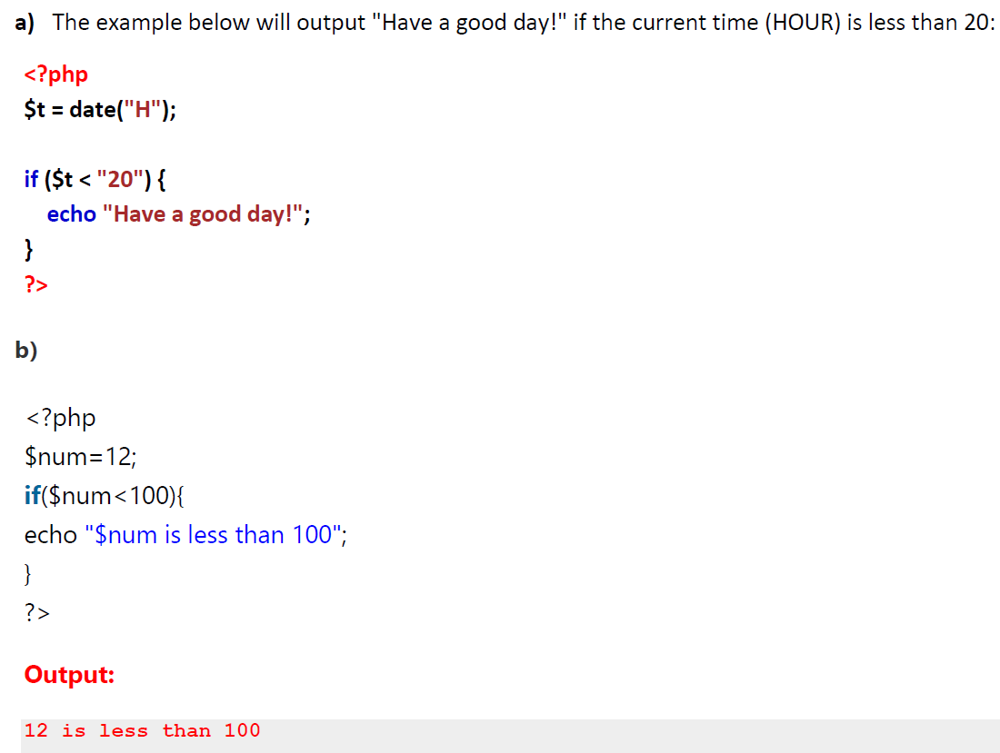 a) The example below will output "Have a good day!" if the current time (HOUR) is less than 20:
<?php
$t = date("H");
if ($t < "20") {
echo "Have a good day!";
}
?>
b)
<?php
$num=12;
if($num<100){
echo "$num is less than 100";
}
?>
Output:
12 is less than 100